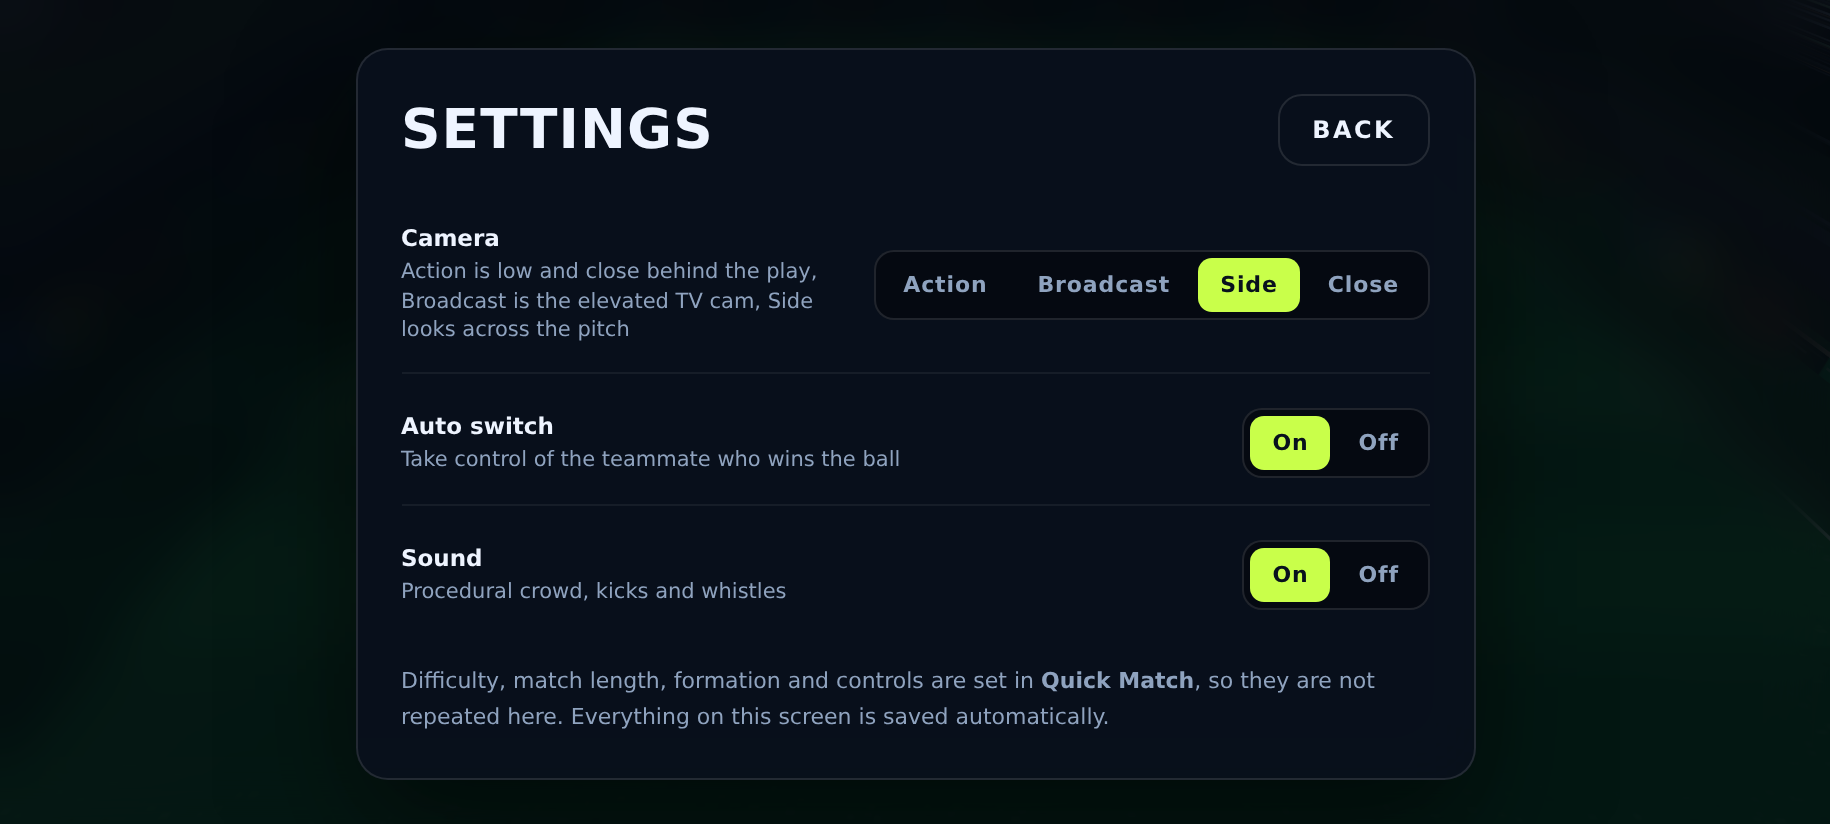 SETTINGS
BACK
Camera
Action is low and close behind the play,
Broadcast is the elevated TV cam, Side
looks across the pitch
Action Broadcast Side Close
Auto switch
Take control of the teammate who wins the ball
On Off
Sound
Procedural crowd, kicks and whistles
On Off
Difficulty, match length, formation and controls are set in Quick Match, so they are not
repeated here. Everything on this screen is saved automatically.